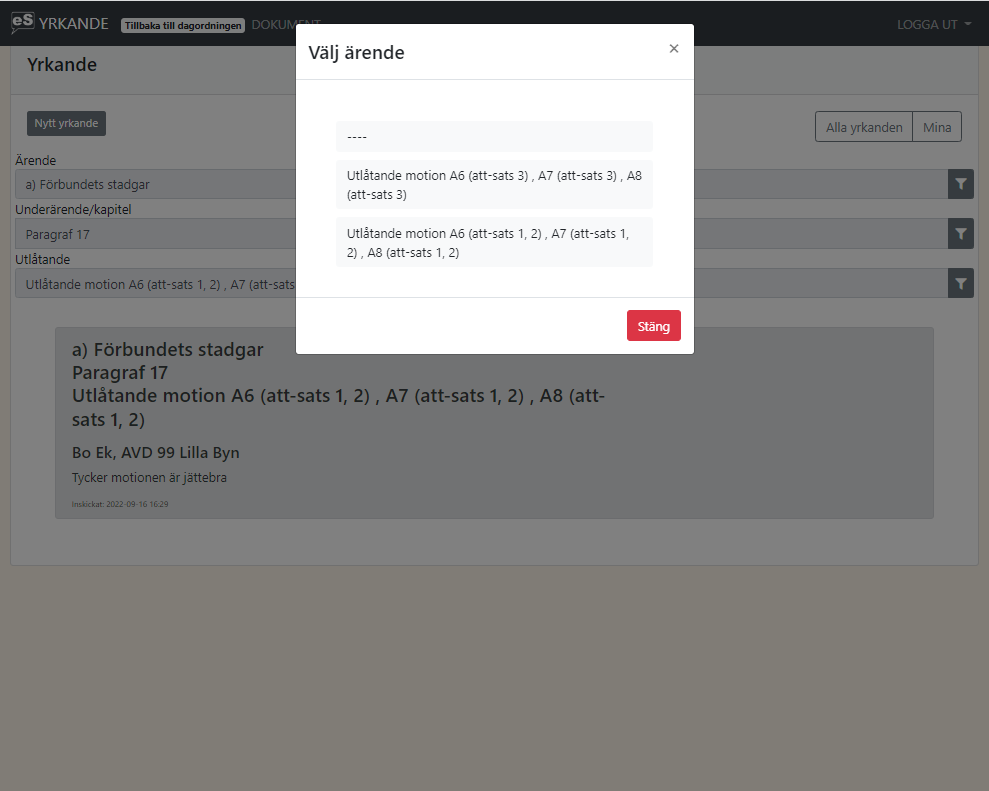 eS YRKANDE Tillbaka till dagordningen DOKUMENT LOGGA UT
Yrkande
Välj ärende ×
Nytt yrkande
Alla yrkanden Mina
----
Utlåtande motion A6 (att-sats 3) , A7 (att-sats 3) , A8
(att-sats 3)
Utlåtande motion A6 (att-sats 1, 2) , A7 (att-sats 1,
2) , A8 (att-sats 1, 2)
Stäng
Ärende
a) Förbundets stadgar
Underärende/kapitel
Paragraf 17
Utlåtande
Utlåtande motion A6 (att-sats 1, 2) , A7 (att-sats
a) Förbundets stadgar
Paragraf 17
Utlåtande motion A6 (att-sats 1, 2) , A7 (att-sats 1, 2) , A8 (att-
sats 1, 2)
Bo Ek, AVD 99 Lilla Byn
Tycker motionen är jättebra
Inskickat: 2022-09-16 16:29